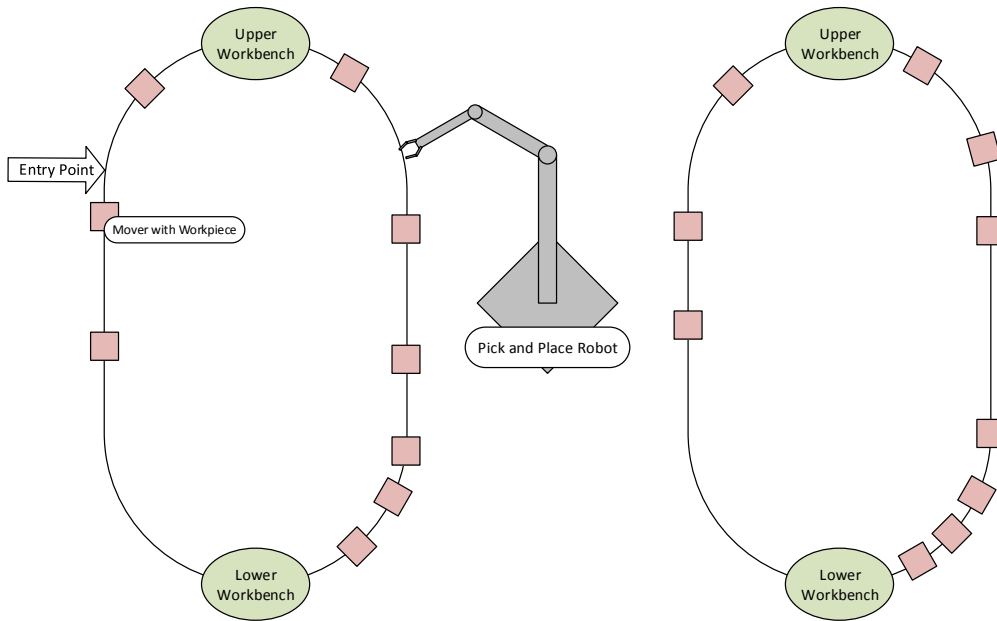 Upper
Workbench
Upper
Workbench
Entry Point
Mover with Workpiece
Pick and Place Robot
Lower
Workbench
Lower
Workbench